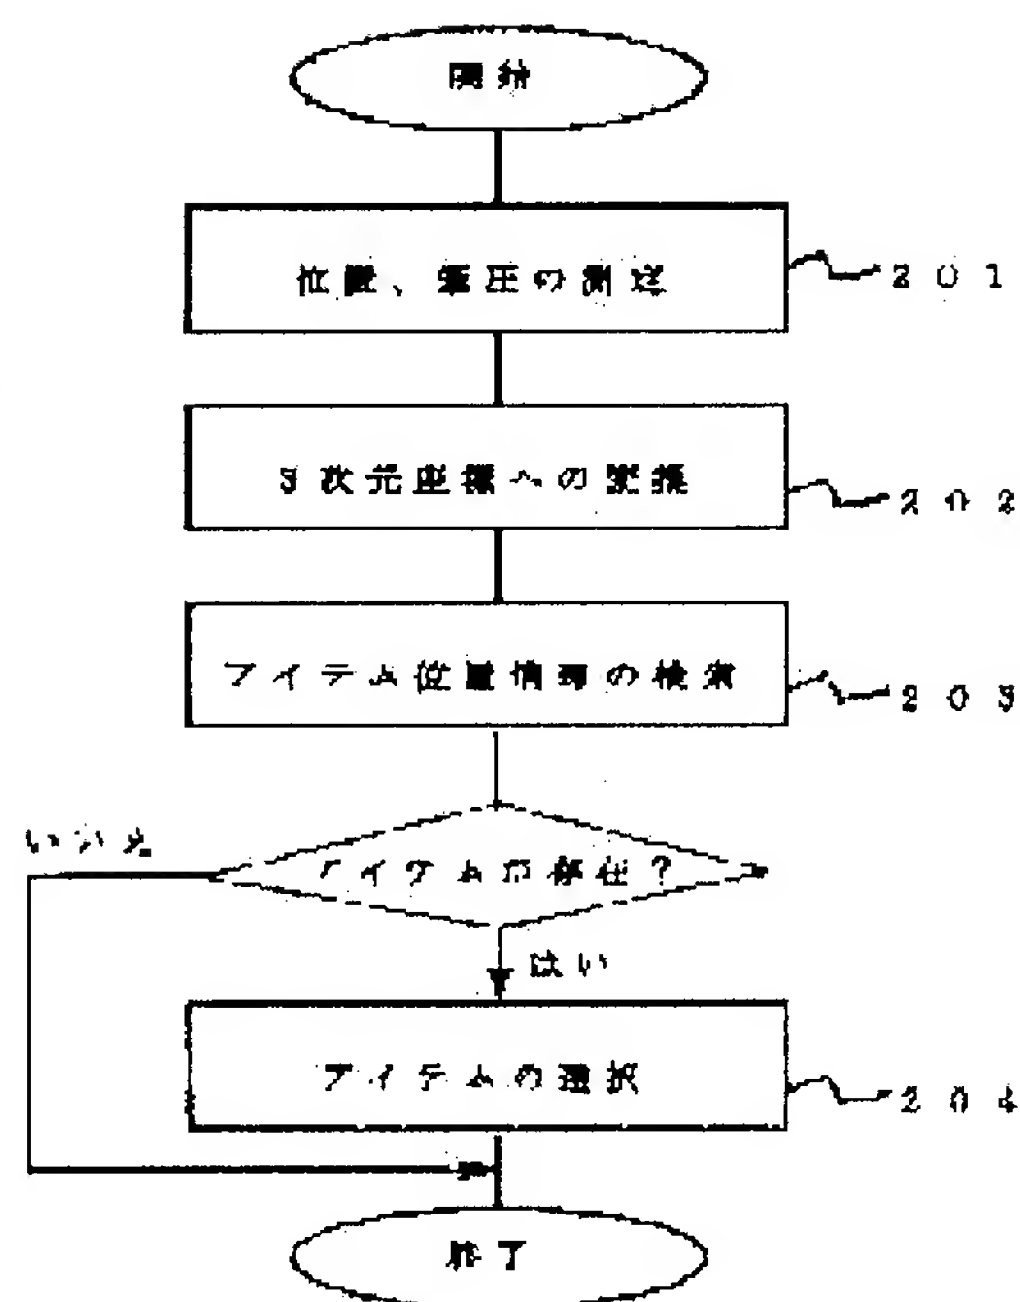 開始
位置、筆圧の測定
201
3次元座標への変換
202
アイテム位置情報の検索
203
いいえ
アイテムが存在?
はい
アイテムの選択
204
終了